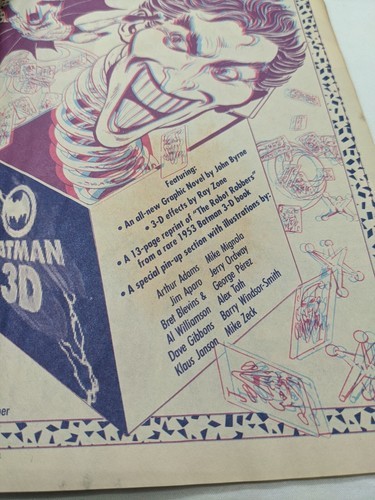 Featuring:
• An all-new Graphic Novel by John Byrne
• 3-D effects by Ray Zone
• A 13-page reprint of "The Robot Robbers"
from a rare 1953 Batman 3-D book
• A special pin-up section with illustrations by:
Arthur Adams Mike Mignola
Jim Aparo Jerry Ordway
Bret Blevins & George Pérez
Al Williamson Alex Toth
Dave Gibbons Barry Windsor-Smith
Klaus Janson Mike Zeck
ATMAN
3D
er